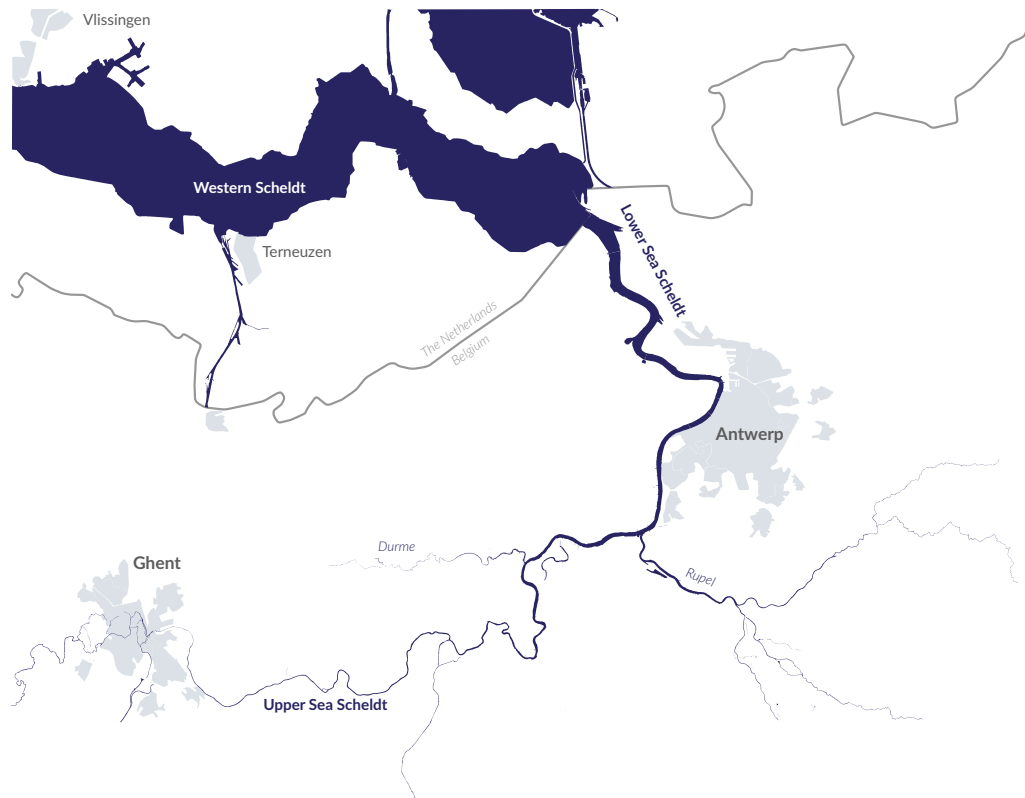 Vlissingen
Western Scheldt
Lower Sea Scheldt
Terneuzen
The Netherlands
Belgium
Antwerp
Durme
Ghent
Rupel
Upper Sea Scheldt